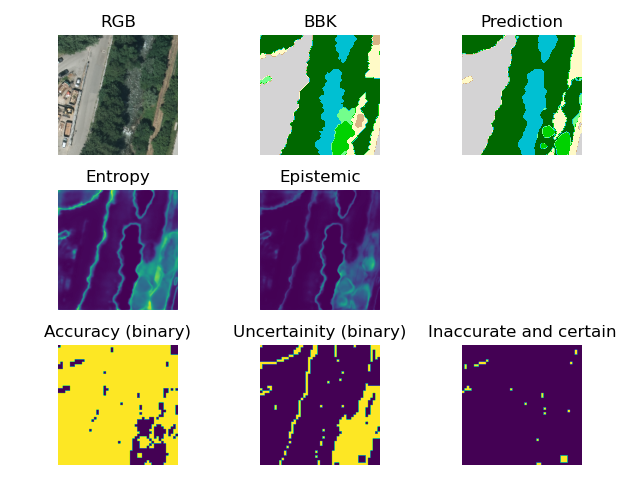 RGB
BBK
Prediction
Entropy
Epistemic
Accuracy (binary)
Uncertainity (binary)
Inaccurate and certain